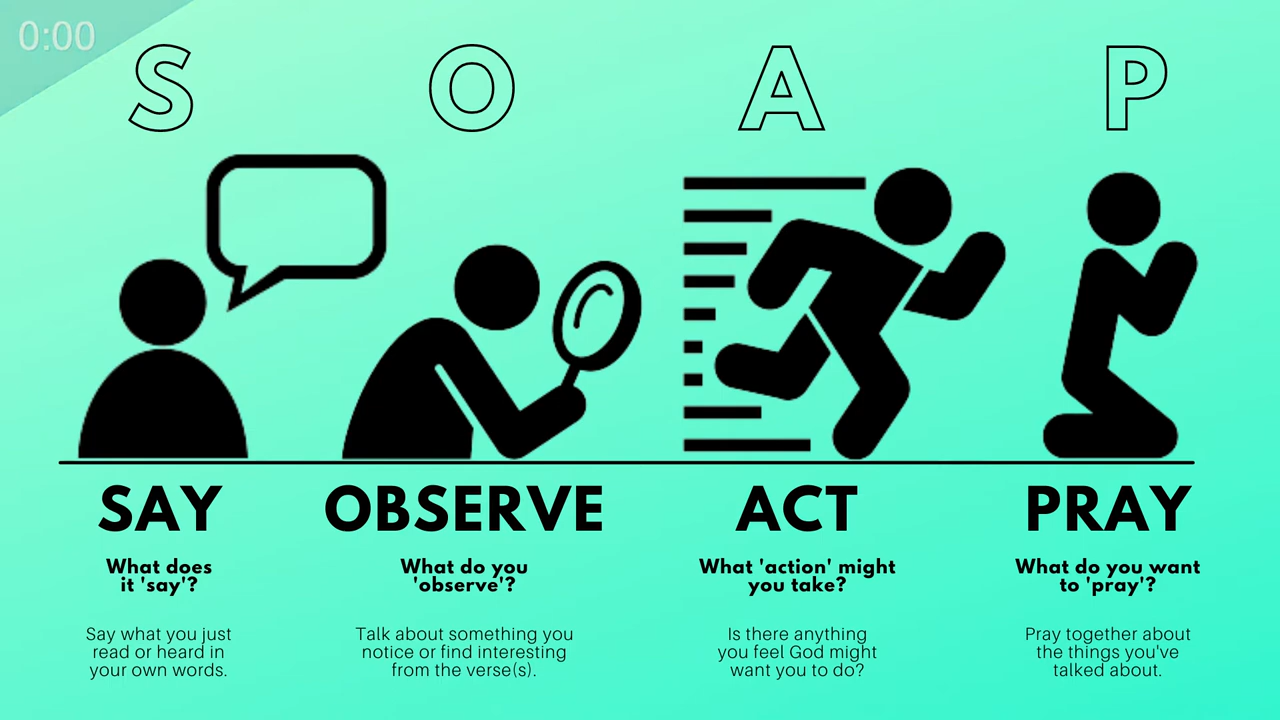 0:00
S O A P
SAY
What does
it 'say'?
Say what you just
read or heard in
your own words.
OBSERVE
What do you
'observe'?
Talk about something you
notice or find interesting
from the verse(s).
ACT
What 'action' might
you take?
Is there anything
you feel God might
want you to do?
PRAY
What do you want
to 'pray'?
Pray together about
the things you've
talked about.